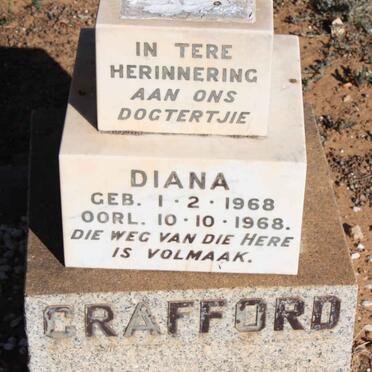 IN TERE
HERINNERING
AAN ONS
DOGTERTJIE
DIANA
GEB. 1·2·1968
OORL. 10·10·1968.
DIE WEG VAN DIE HERE
IS VOLMAAK.
CRAFFORD